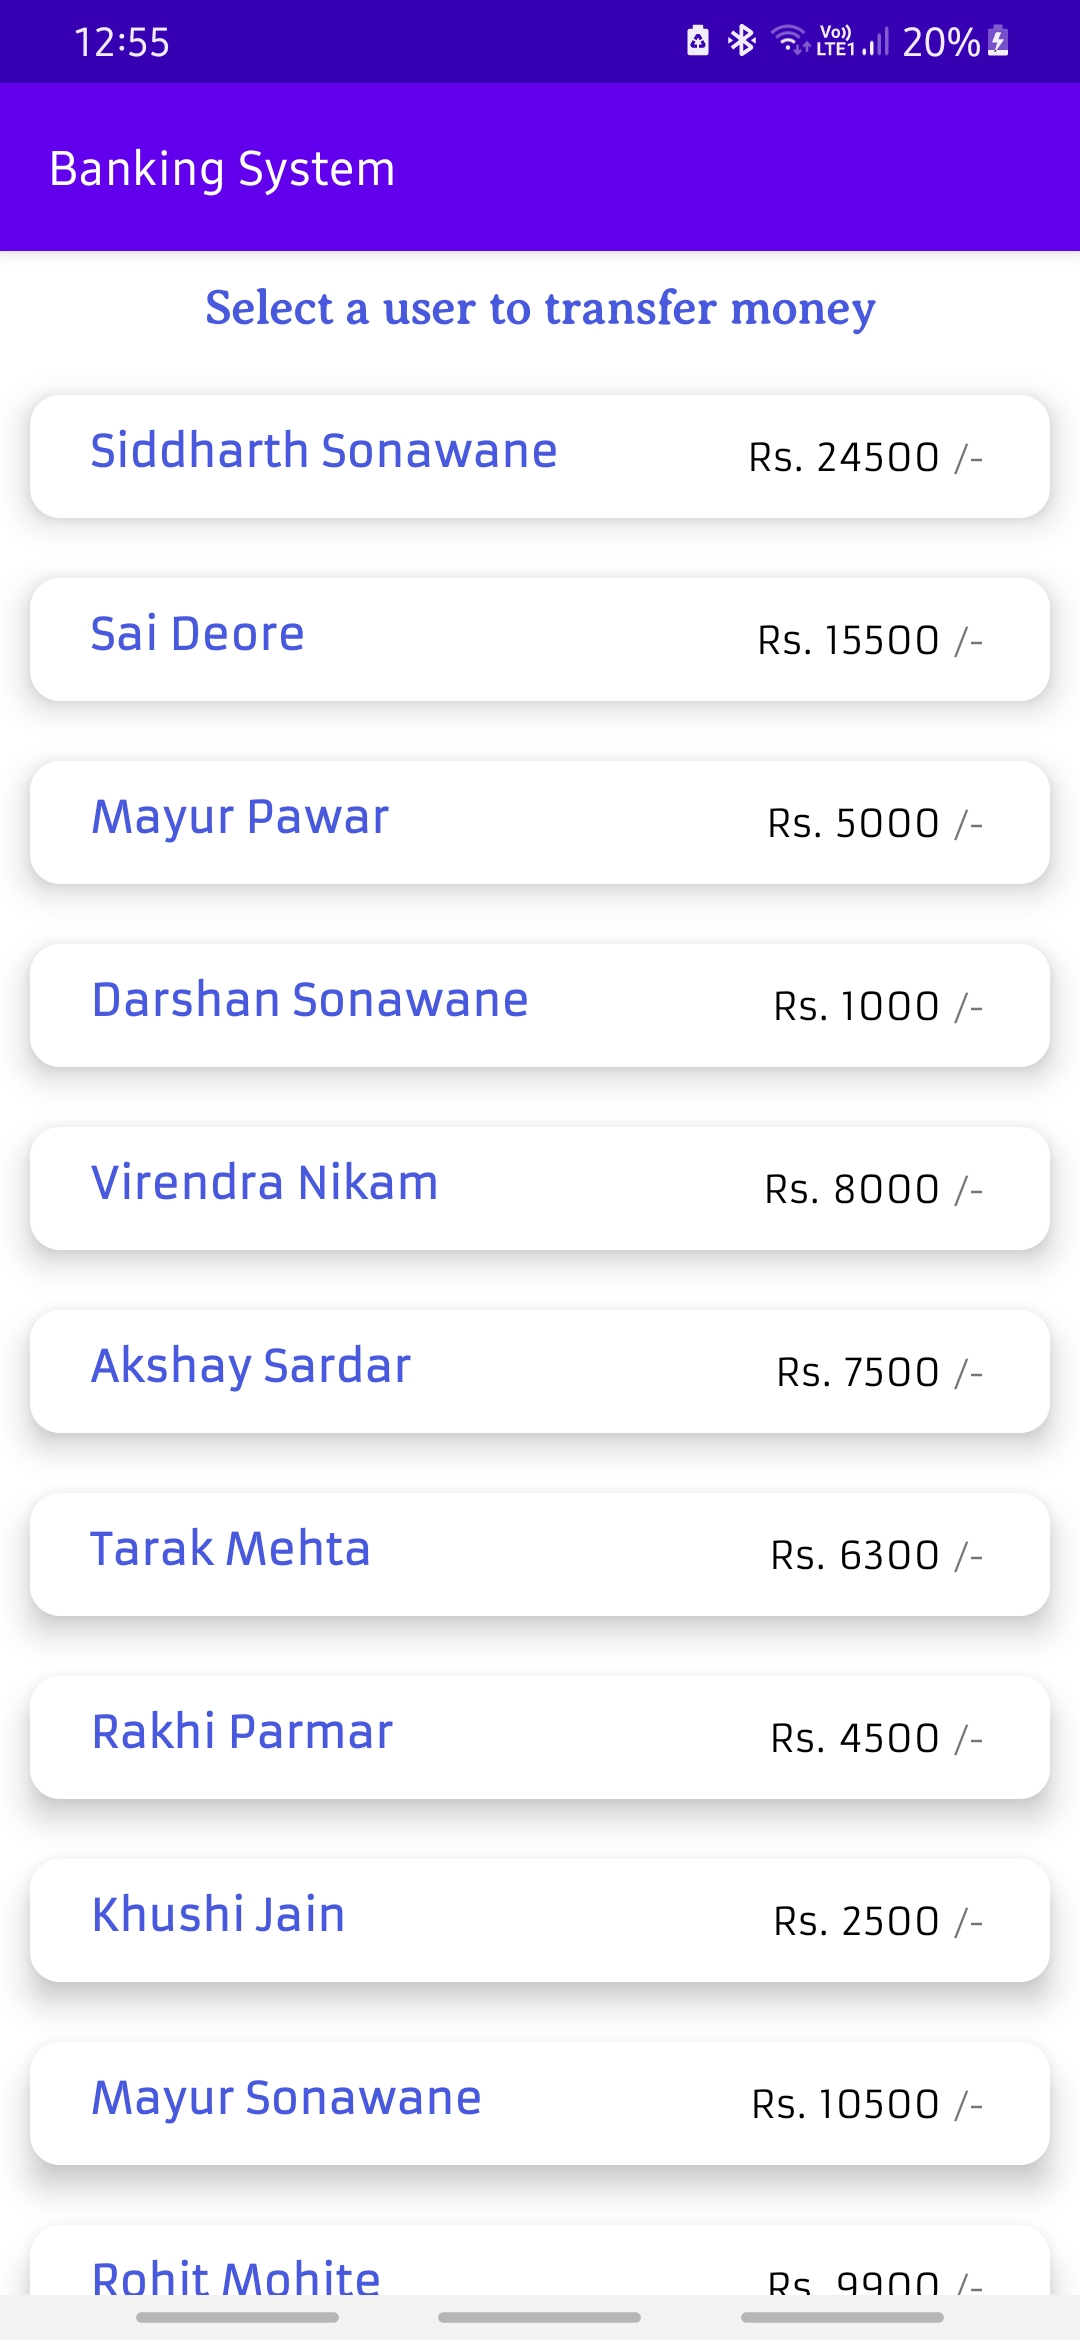 12:55 Vo)) LTE1 20%
Banking System
Select a user to transfer money
Siddharth Sonawane Rs. 24500 /-
Sai Deore Rs. 15500 /-
Mayur Pawar Rs. 5000 /-
Darshan Sonawane Rs. 1000 /-
Virendra Nikam Rs. 8000 /-
Akshay Sardar Rs. 7500 /-
Tarak Mehta Rs. 6300 /-
Rakhi Parmar Rs. 4500 /-
Khushi Jain Rs. 2500 /-
Mayur Sonawane Rs. 10500 /-
Rohit Mohite Rs. 9900 /-